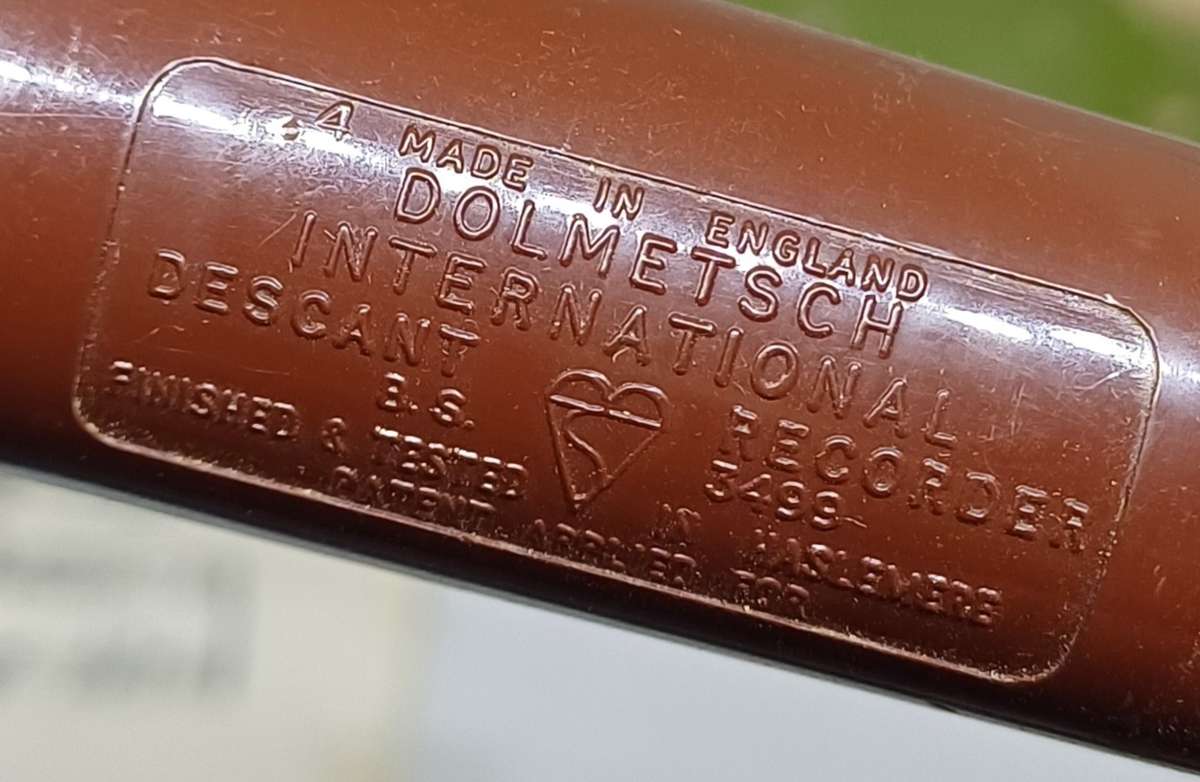 4 MADE IN ENGLAND
DOLMETSCH
INTERNATIONAL
DESCANT RECORDER
B.S. 3499
FINISHED & TESTED IN HASLEMERE
PATENT APPLIED FOR